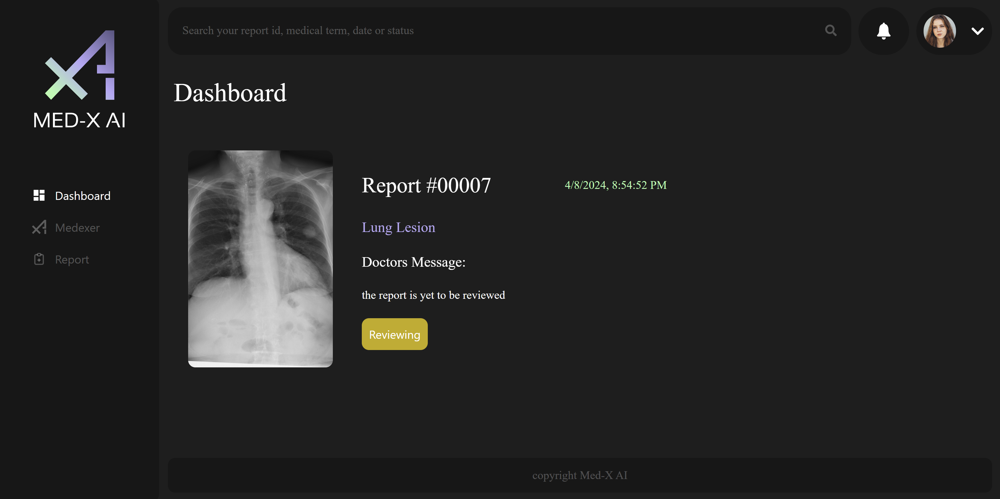 MED-X AI
Dashboard
Medexer
Report
Search your report id, medical term, date or status
Dashboard
Report #00007
4/8/2024, 8:54:52 PM
Lung Lesion
Doctors Message:
the report is yet to be reviewed
Reviewing
copyright Med-X AI